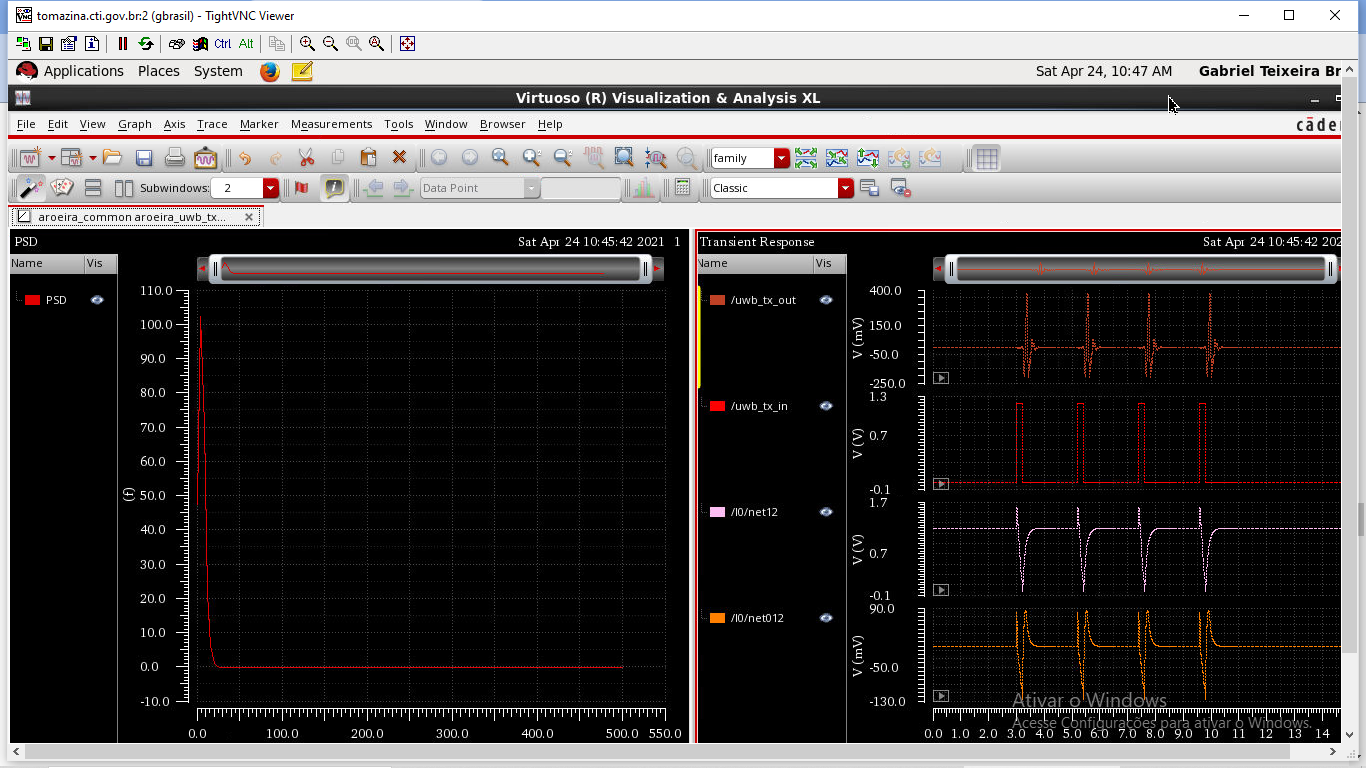 tomazina.cti.gov.br:2 (gbrasil) - TightVNC Viewer
Ctrl Alt
Applications Places System Sat Apr 24, 10:47 AM Gabriel Teixeira Br
Virtuoso (R) Visualization & Analysis XL
File Edit View Graph Axis Trace Marker Measurements Tools Window Browser Help cāden
family
Subwindows: 2 Data Point Classic
aroeira_common aroeira_uwb_tx...
PSD Sat Apr 24 10:45:42 2021 1
Name Vis
PSD
110.0
100.0
90.0
80.0
70.0
60.0
50.0
40.0
30.0
20.0
10.0
0.0
-10.0
(f)
0.0 100.0 200.0 300.0 400.0 500.0 550.0
Transient Response Sat Apr 24 10:45:42 202
Name Vis
/uwb_tx_out
V (mV)
400.0
150.0
-50.0
-250.0
/uwb_tx_in
V (V)
1.3
0.7
-0.1
/I0/net12
V (V)
1.7
0.7
-0.1
/I0/net012
V (mV)
90.0
-50.0
-130.0
Ativar o Windows
Acesse Configurações para ativar o Windows.
0.0 1.0 2.0 3.0 4.0 5.0 6.0 7.0 8.0 9.0 10 11 12 13 14